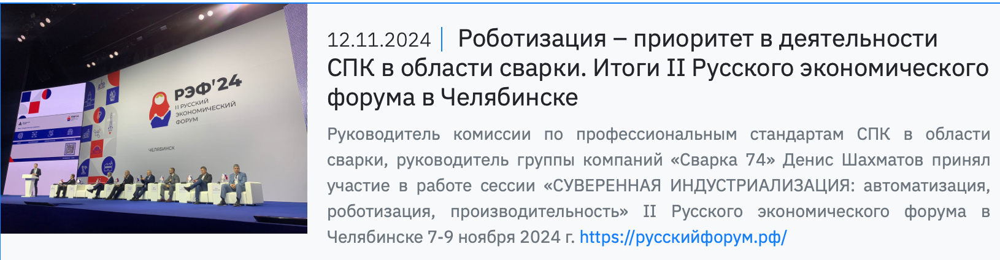 РЭФ'24
II РУССКИЙ
ЭКОНОМИЧЕСКИЙ
ФОРУМ
ЧЕЛЯБИНСК
12.11.2024 | Роботизация – приоритет в деятельности
СПК в области сварки. Итоги II Русского экономического
форума в Челябинске
Руководитель комиссии по профессиональным стандартам СПК в области
сварки, руководитель группы компаний «Сварка 74» Денис Шахматов принял
участие в работе сессии «СУВЕРЕННАЯ ИНДУСТРИАЛИЗАЦИЯ: автоматизация,
роботизация, производительность» II Русского экономического форума в
Челябинске 7-9 ноября 2024 г. https://русскийфорум.рф/